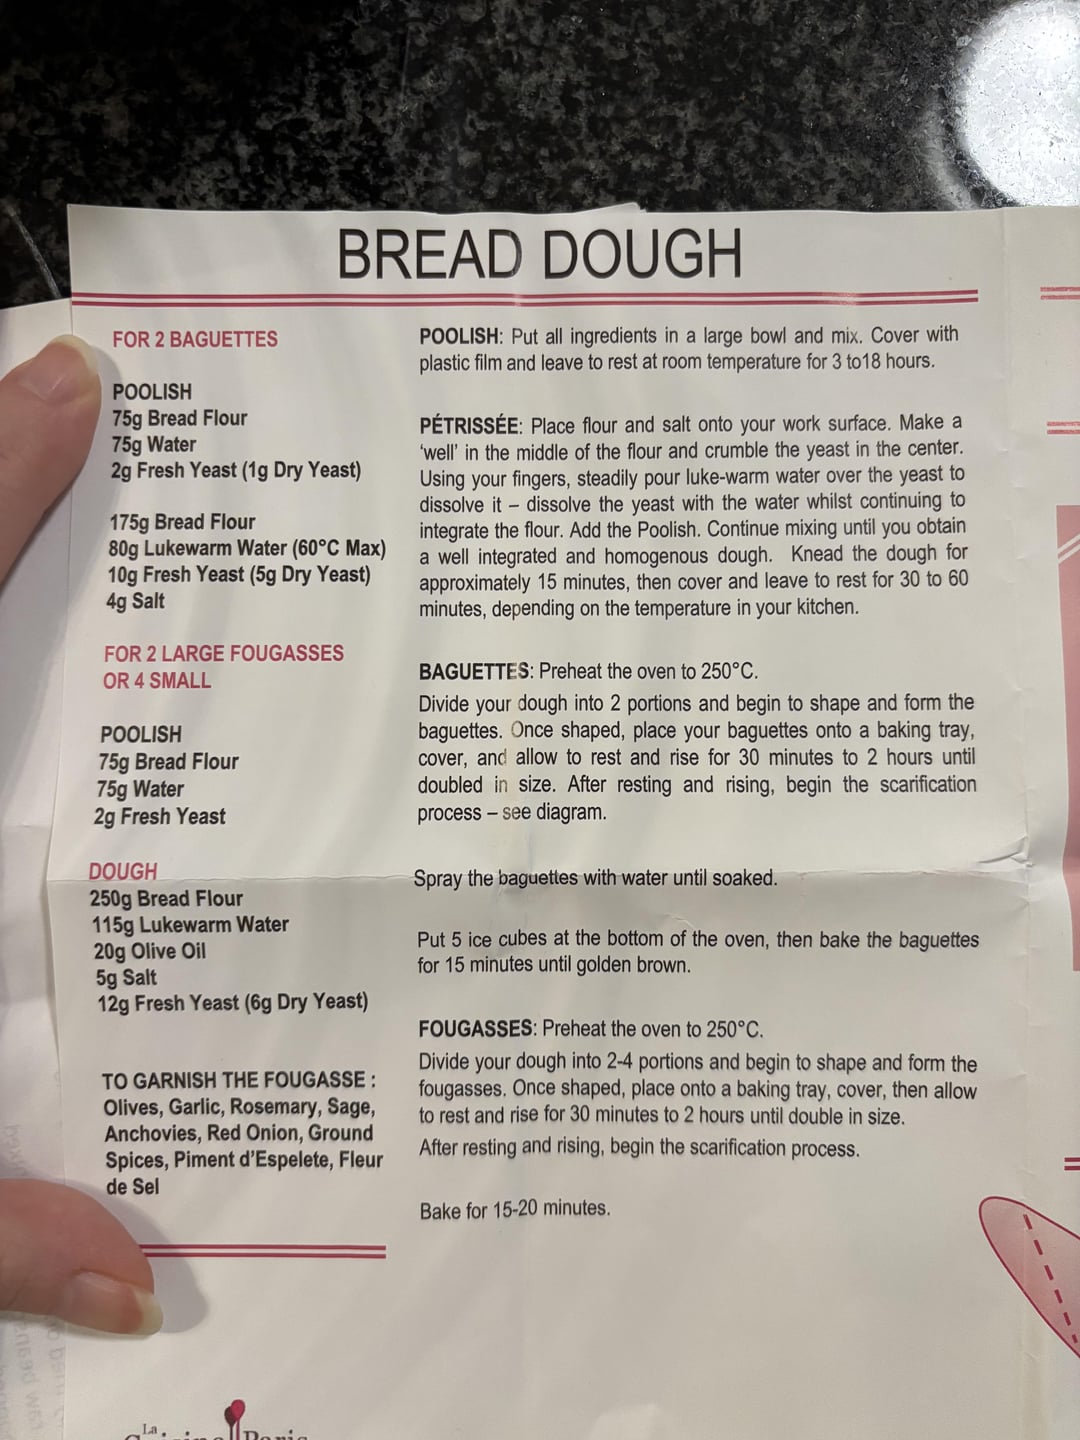 BREAD DOUGH
FOR 2 BAGUETTES
POOLISH
75g Bread Flour
75g Water
2g Fresh Yeast (1g Dry Yeast)
175g Bread Flour
80g Lukewarm Water (60°C Max)
10g Fresh Yeast (5g Dry Yeast)
4g Salt
FOR 2 LARGE FOUGASSES
OR 4 SMALL
POOLISH
75g Bread Flour
75g Water
2g Fresh Yeast
DOUGH
250g Bread Flour
115g Lukewarm Water
20g Olive Oil
5g Salt
12g Fresh Yeast (6g Dry Yeast)
TO GARNISH THE FOUGASSE :
Olives, Garlic, Rosemary, Sage,
Anchovies, Red Onion, Ground
Spices, Piment d'Espelete, Fleur
de Sel
POOLISH: Put all ingredients in a large bowl and mix. Cover with
plastic film and leave to rest at room temperature for 3 to18 hours.
PÉTRISSÉE: Place flour and salt onto your work surface. Make a
'well' in the middle of the flour and crumble the yeast in the center.
Using your fingers, steadily pour luke-warm water over the yeast to
dissolve it – dissolve the yeast with the water whilst continuing to
integrate the flour. Add the Poolish. Continue mixing until you obtain
a well integrated and homogenous dough. Knead the dough for
approximately 15 minutes, then cover and leave to rest for 30 to 60
minutes, depending on the temperature in your kitchen.
BAGUETTES: Preheat the oven to 250°C.
Divide your dough into 2 portions and begin to shape and form the
baguettes. Once shaped, place your baguettes onto a baking tray,
cover, and allow to rest and rise for 30 minutes to 2 hours until
doubled in size. After resting and rising, begin the scarification
process – see diagram.
Spray the baguettes with water until soaked.
Put 5 ice cubes at the bottom of the oven, then bake the baguettes
for 15 minutes until golden brown.
FOUGASSES: Preheat the oven to 250°C.
Divide your dough into 2-4 portions and begin to shape and form the
fougasses. Once shaped, place onto a baking tray, cover, then allow
to rest and rise for 30 minutes to 2 hours until double in size.
After resting and rising, begin the scarification process.
Bake for 15-20 minutes.
La